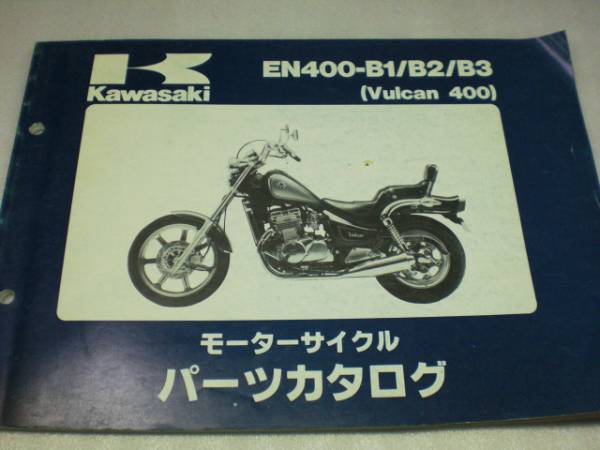 Kawasaki
EN400-B1/B2/B3
(Vulcan 400)
モーターサイクル
パーツカタログ